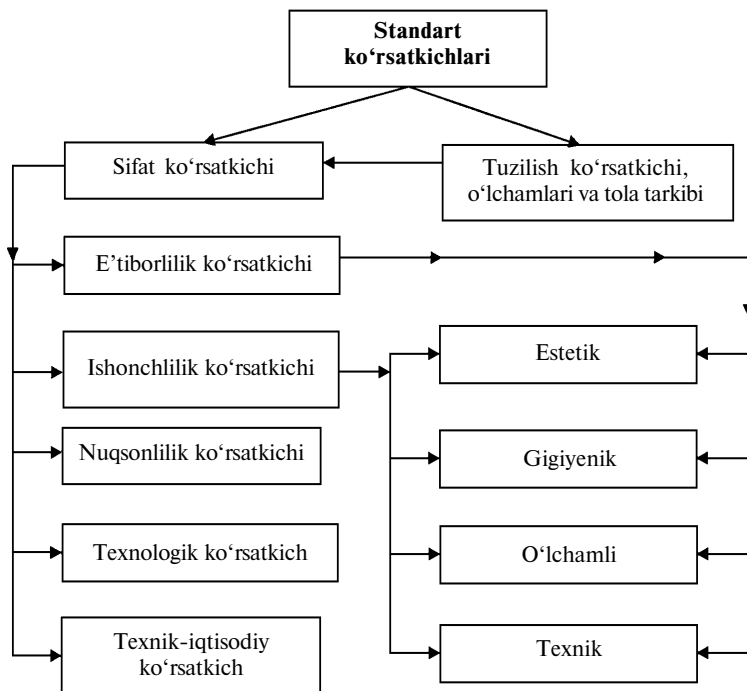 Standart
ko‘rsatkichlari
Sifat ko‘rsatkichi
Tuzilish ko‘rsatkichi,
o‘lchamlari va tola tarkibi
E’tiborlilik ko‘rsatkichi
Ishonchlilik ko‘rsatkichi
Nuqsonlilik ko‘rsatkichi
Texnologik ko‘rsatkich
Texnik-iqtisodiy
ko‘rsatkich
Estetik
Gigiyenik
O‘lchamli
Texnik